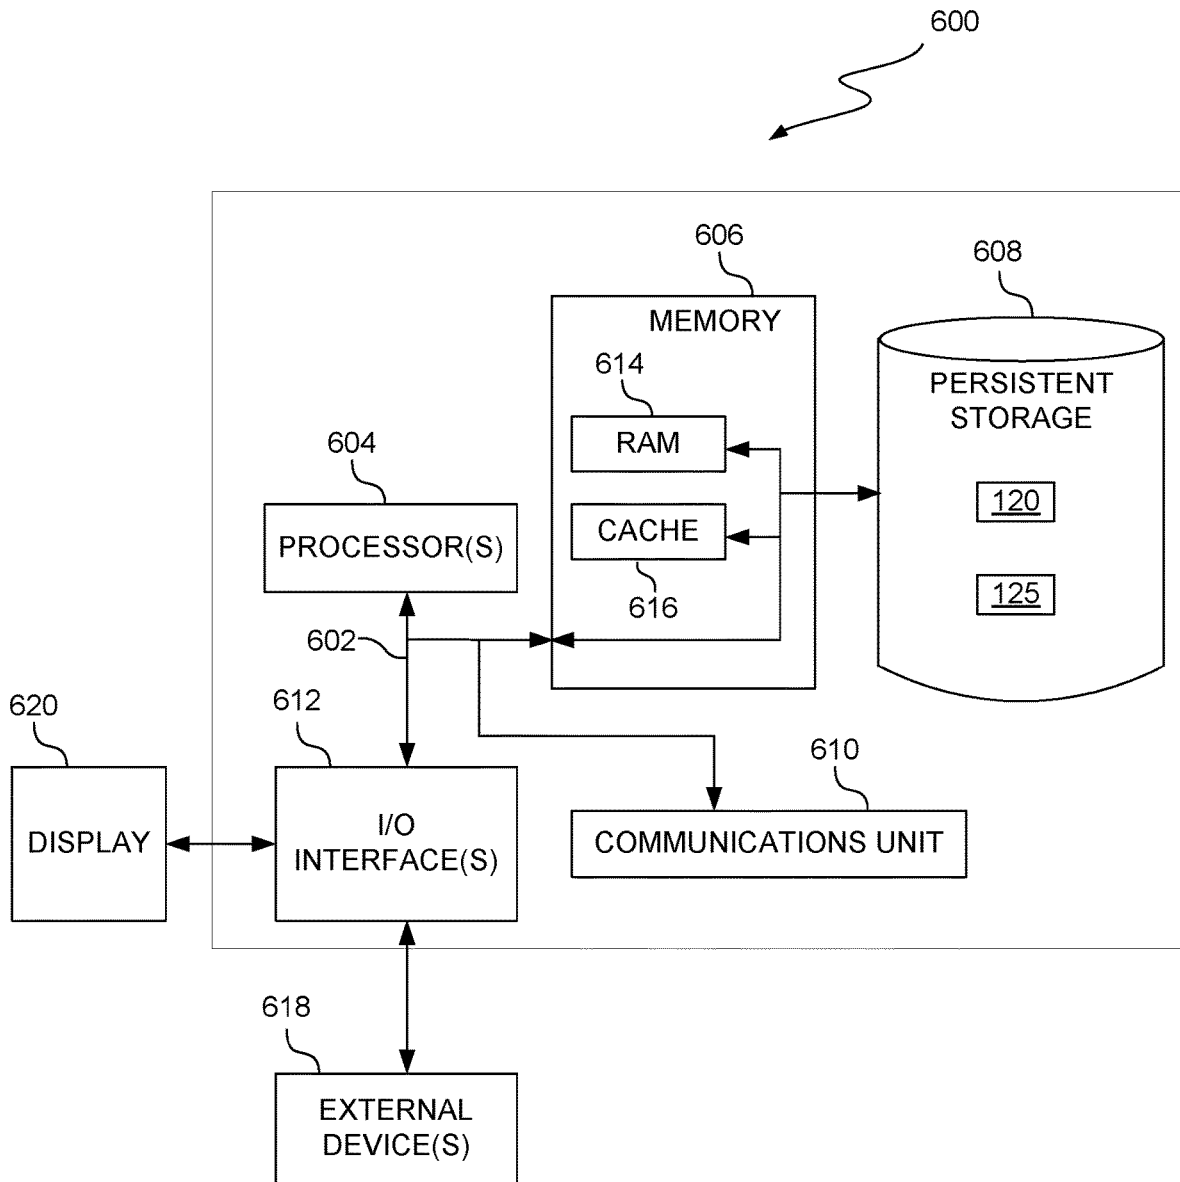 600
606
MEMORY
608
PERSISTENT
STORAGE
614
RAM
604
PROCESSOR(S)
CACHE
616
120
125
602
620
612
610
DISPLAY
I/O
INTERFACE(S)
COMMUNICATIONS UNIT
618
EXTERNAL
DEVICE(S)